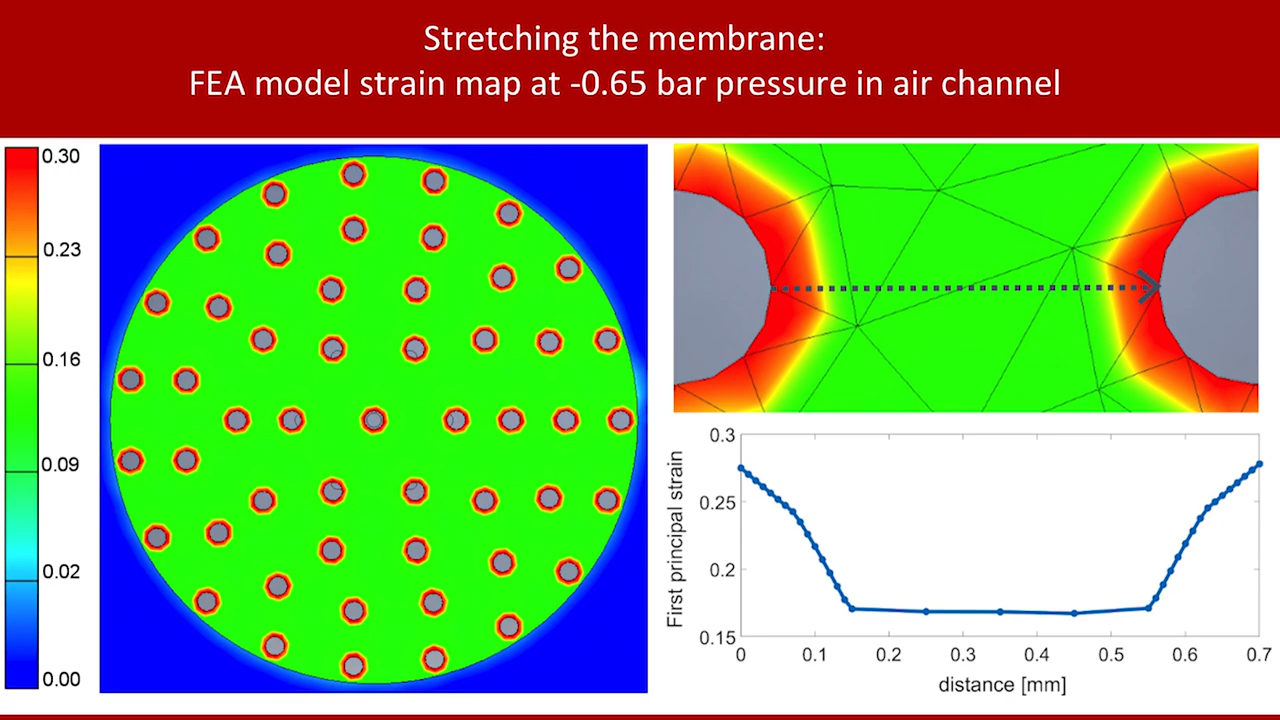 Stretching the membrane:
FEA model strain map at -0.65 bar pressure in air channel
0.30
0.23
0.16
0.09
0.02
0.00
0.3
0.25
0.2
0.15
First principal strain
0 0.1 0.2 0.3 0.4 0.5 0.6 0.7
distance [mm]